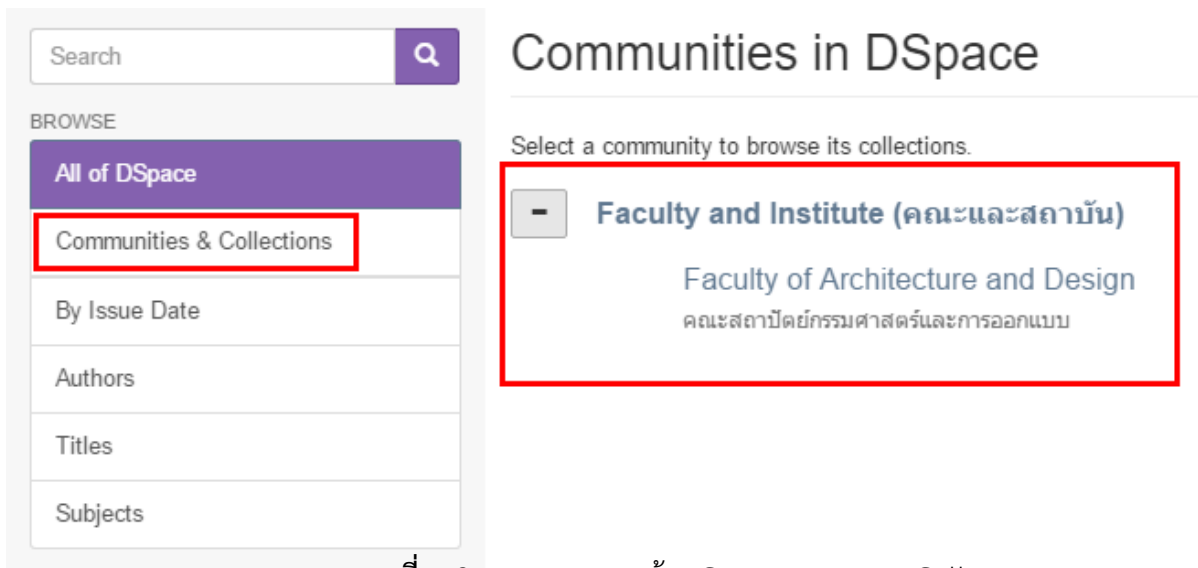 Search
BROWSE
All of DSpace
Communities & Collections
By Issue Date
Authors
Titles
Subjects
Communities in DSpace
Select a community to browse its collections.
Faculty and Institute (คณะและสถาบัน)
Faculty of Architecture and Design
คณะสถาปัตย์กรรมศาสตร์และการออกแบบ